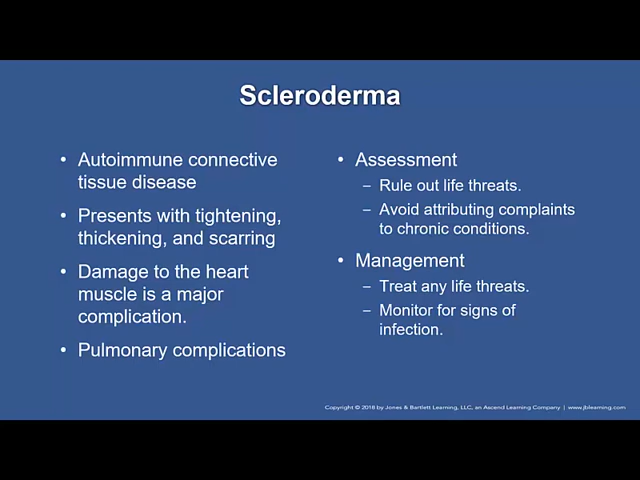 Scleroderma
• Autoimmune connective
tissue disease
• Presents with tightening,
thickening, and scarring
• Damage to the heart
muscle is a major
complication.
• Pulmonary complications
• Assessment
– Rule out life threats.
– Avoid attributing complaints
to chronic conditions.
• Management
– Treat any life threats.
– Monitor for signs of
infection.
Copyright © 2018 by Jones & Bartlett Learning, LLC, an Ascend Learning Company | www.jblearning.com